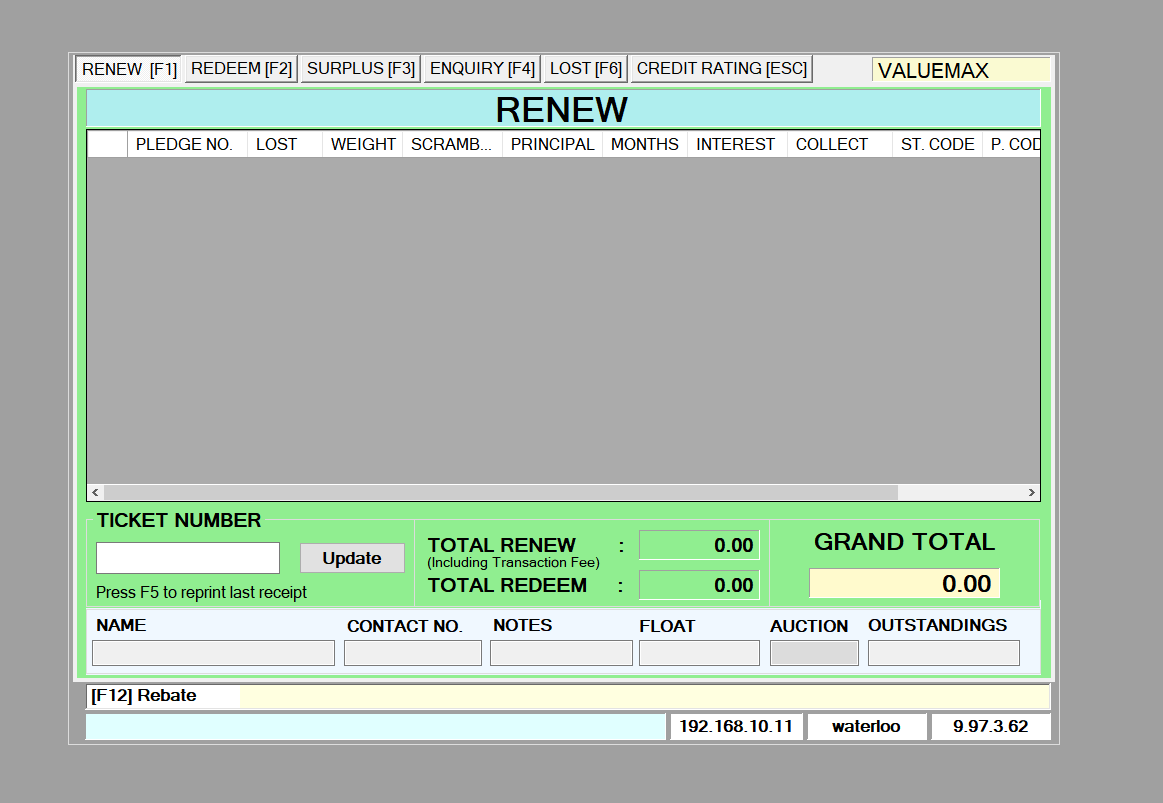 RENEW [F1] REDEEM [F2] SURPLUS [F3] ENQUIRY [F4] LOST [F6] CREDIT RATING [ESC] VALUEMAX
RENEW
PLEDGE NO. LOST WEIGHT SCRAMB... PRINCIPAL MONTHS INTEREST COLLECT ST. CODE P. COD
TICKET NUMBER
Update
Press F5 to reprint last receipt
TOTAL RENEW : 0.00
(Including Transaction Fee)
TOTAL REDEEM : 0.00
GRAND TOTAL
0.00
NAME CONTACT NO. NOTES FLOAT AUCTION OUTSTANDINGS
[F12] Rebate
192.168.10.11 waterloo 9.97.3.62